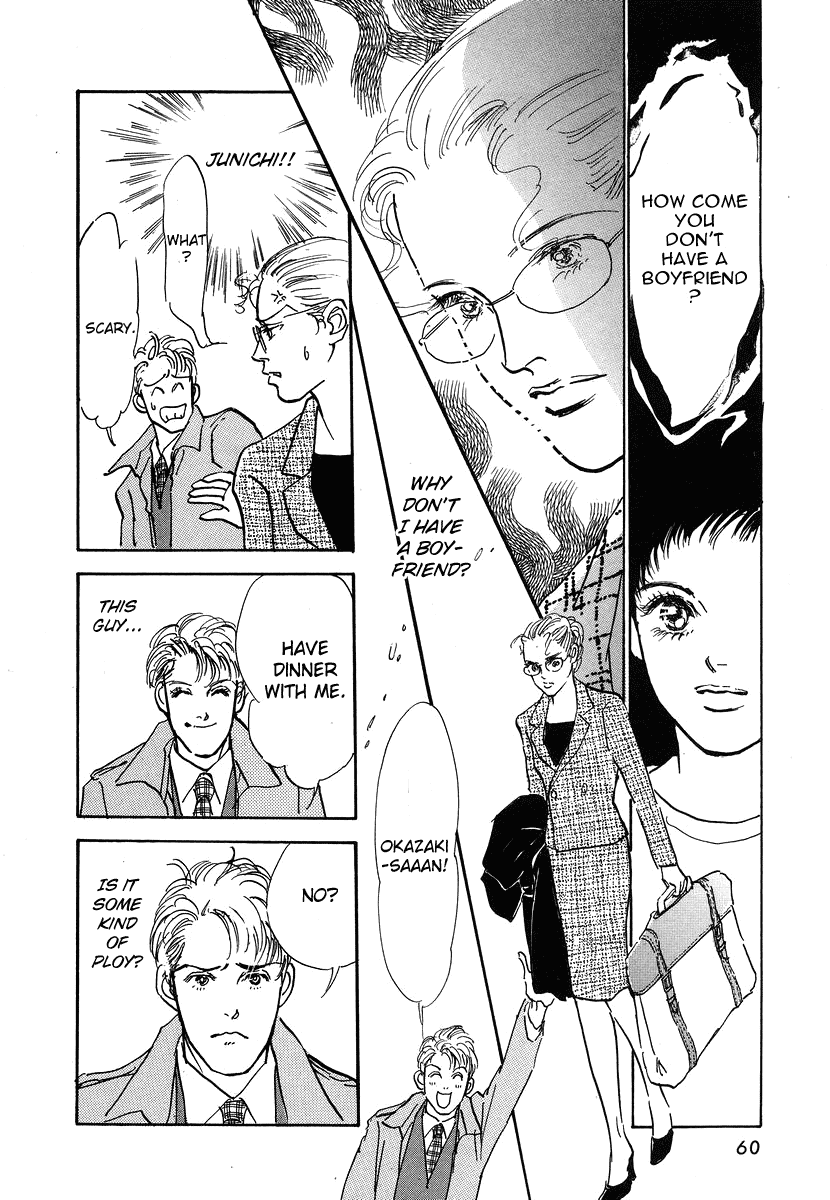 HOW COME
YOU
DON'T
HAVE A
BOYFRIEND
?
WHY
DON'T
I HAVE
A BOY-
FRIEND?
OKAZAKI
-SAAAN!
JUNICHI!!
WHAT
?
SCARY.
THIS
GUY...
HAVE
DINNER
WITH ME.
NO?
IS IT
SOME
KIND
OF
PLOY?
60